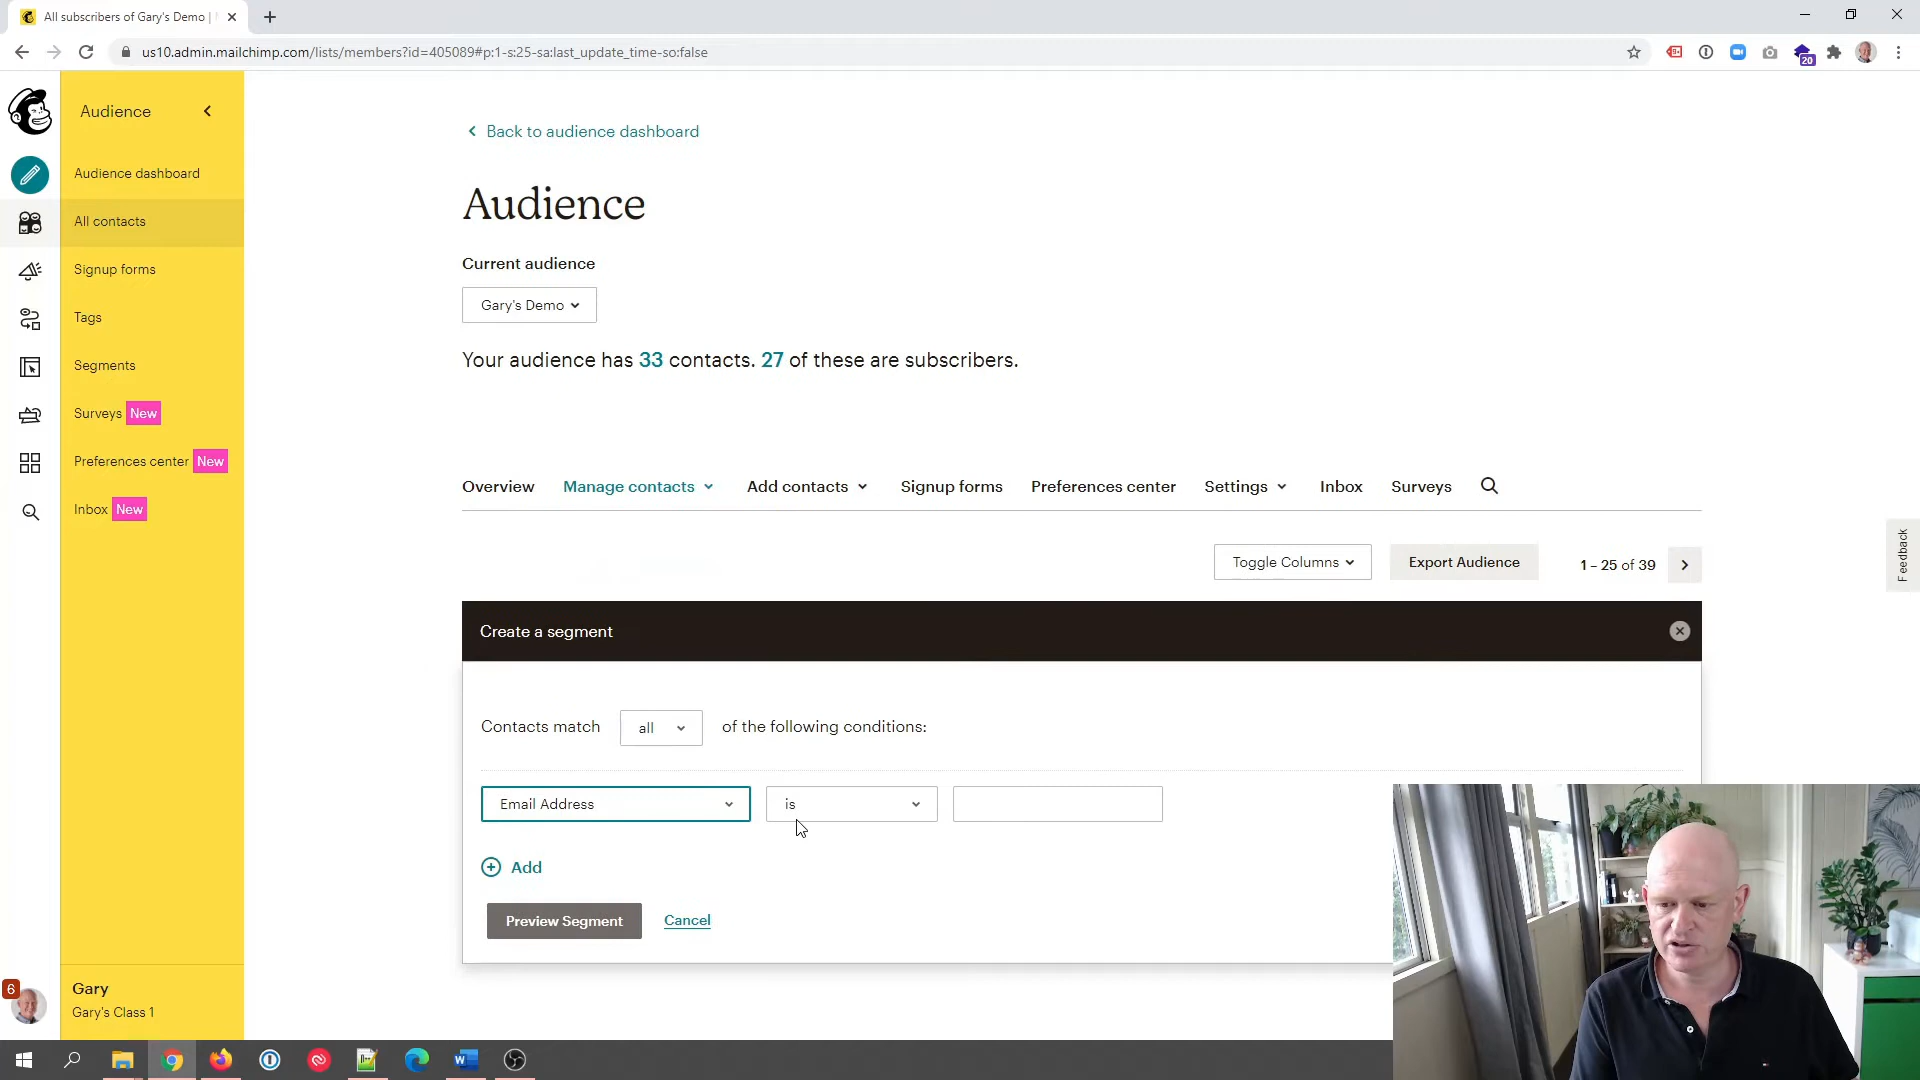 All subscribers of Gary's Demo |
us10.admin.mailchimp.com/lists/members?id=405089#p:1-s:25-sa:last_update_time-so:false
20
Audience
Audience dashboard
All contacts
Signup forms
Tags
Segments
Surveys New
Preferences center New
Inbox New
6
Gary
Gary's Class 1
Back to audience dashboard
Audience
Current audience
Gary's Demo
Your audience has 33 contacts. 27 of these are subscribers.
Overview Manage contacts Add contacts Signup forms Preferences center Settings Inbox Surveys
Toggle Columns Export Audience 1 – 25 of 39
Create a segment
Contacts match all of the following conditions:
Email Address is
Add
Preview Segment Cancel
Feedback